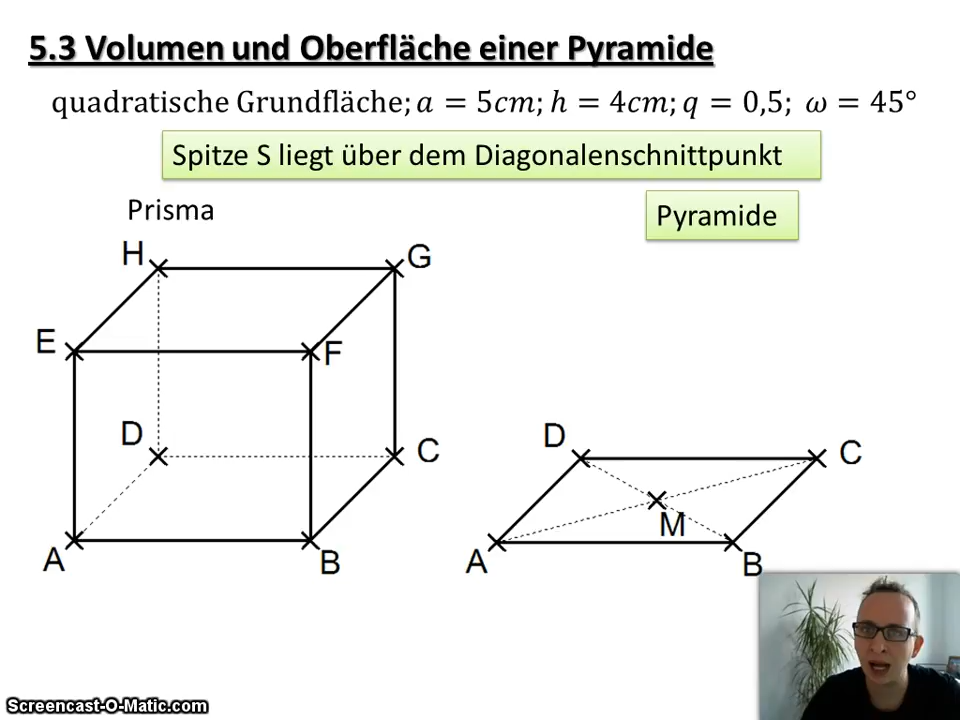 5.3 Volumen und Oberfläche einer Pyramide
quadratische Grundfläche; a = 5cm; h = 4cm; q = 0,5; ω = 45°
Spitze S liegt über dem Diagonalenschnittpunkt
Prisma
Pyramide
H
G
E
F
D
C
A
B
D
C
M
A
B
Screencast-O-Matic.com